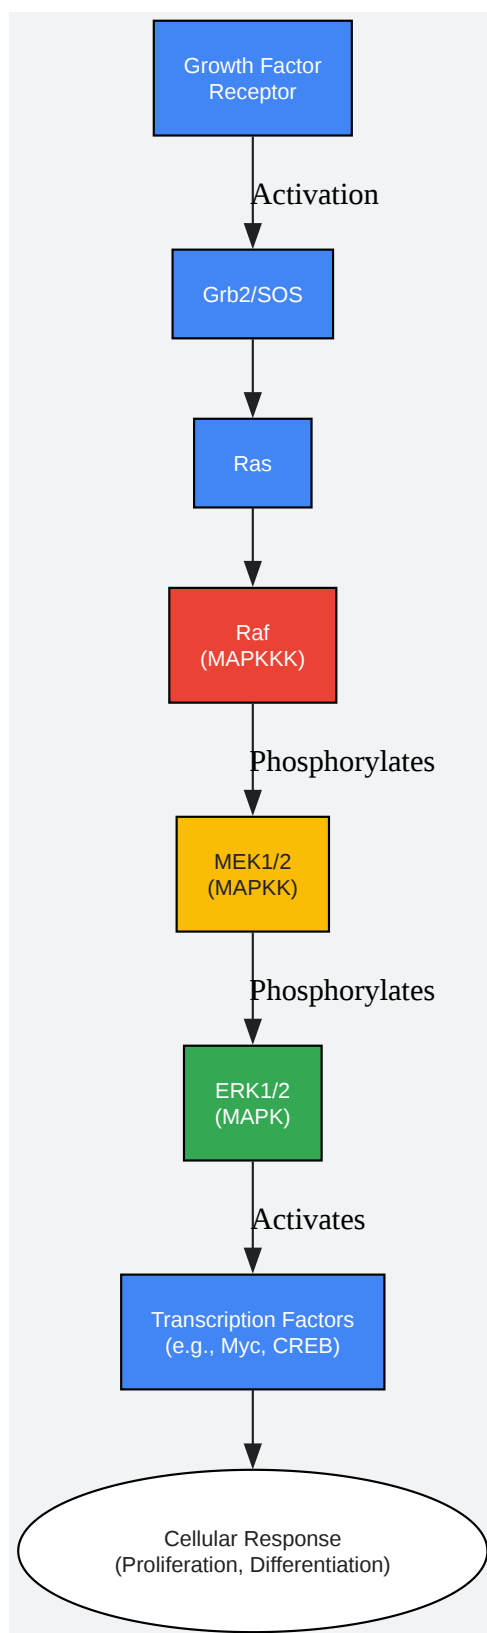 Growth Factor
Receptor
Activation
Grb2/SOS
Ras
Raf
(MAPKKK)
Phosphorylates
MEK1/2
(MAPKK)
Phosphorylates
ERK1/2
(MAPK)
Activates
Transcription Factors
(e.g., Myc, CREB)
Cellular Response
(Proliferation, Differentiation)